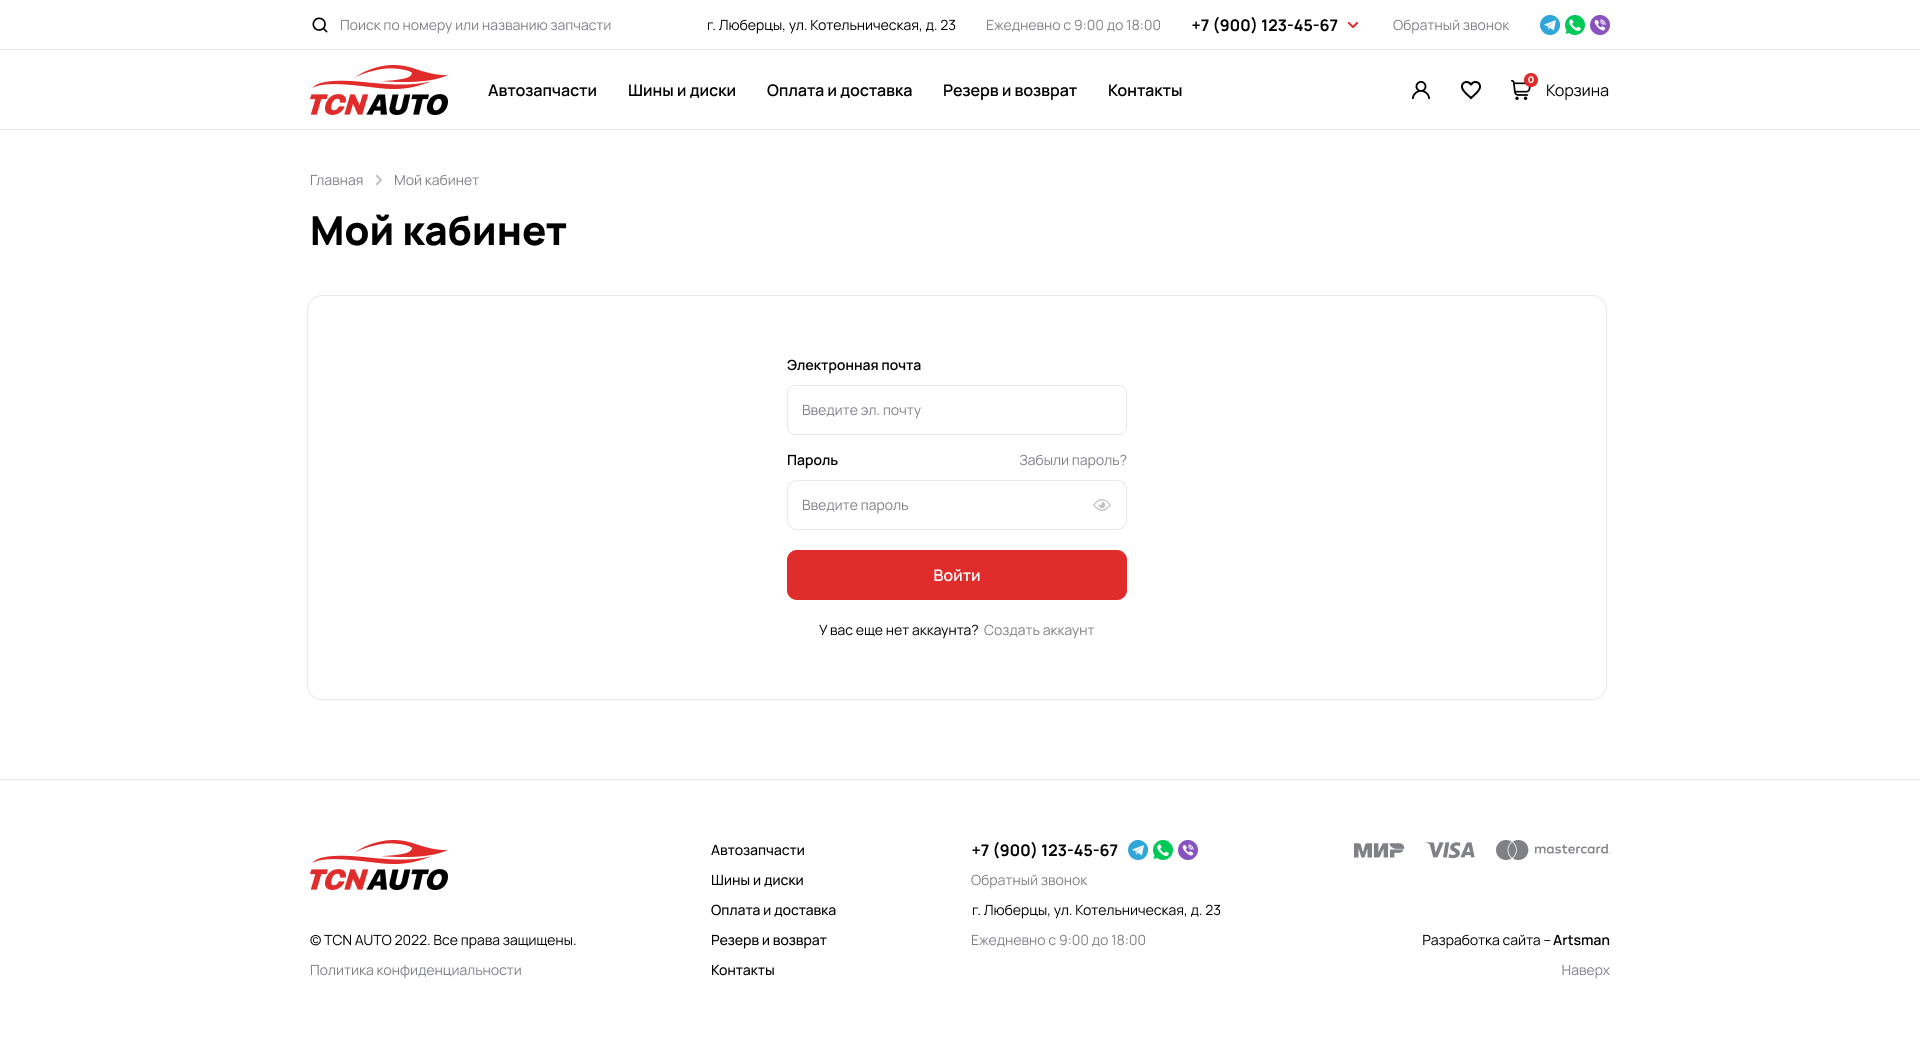 Поиск по номеру или названию запчасти
г. Люберцы, ул. Котельническая, д. 23
Ежедневно с 9:00 до 18:00
+7 (900) 123-45-67
Обратный звонок
TCNAUTO
Автозапчасти
Шины и диски
Оплата и доставка
Резерв и возврат
Контакты
0
Корзина
Главная
Мой кабинет
Мой кабинет
Электронная почта
Введите эл. почту
Пароль
Забыли пароль?
Введите пароль
Войти
У вас еще нет аккаунта? Создать аккаунт
TCNAUTO
© TCN AUTO 2022. Все права защищены.
Политика конфиденциальности
Автозапчасти
Шины и диски
Оплата и доставка
Резерв и возврат
Контакты
+7 (900) 123-45-67
Обратный звонок
г. Люберцы, ул. Котельническая, д. 23
Ежедневно с 9:00 до 18:00
МИР
VISA
mastercard
Разработка сайта – Artsman
Наверх